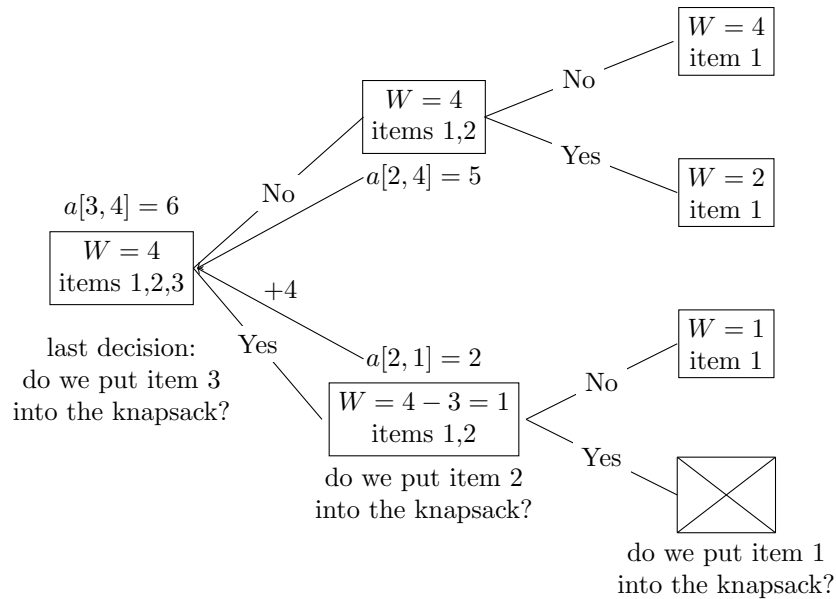 W = 4
item 1
No
W = 4
items 1,2
Yes
a[2, 4] = 5
W = 2
item 1
No
a[3, 4] = 6
W = 4
items 1,2,3
+4
Yes
last decision:
do we put item 3
into the knapsack?
a[2, 1] = 2
W = 4 − 3 = 1
items 1,2
do we put item 2
into the knapsack?
W = 1
item 1
No
Yes
do we put item 1
into the knapsack?